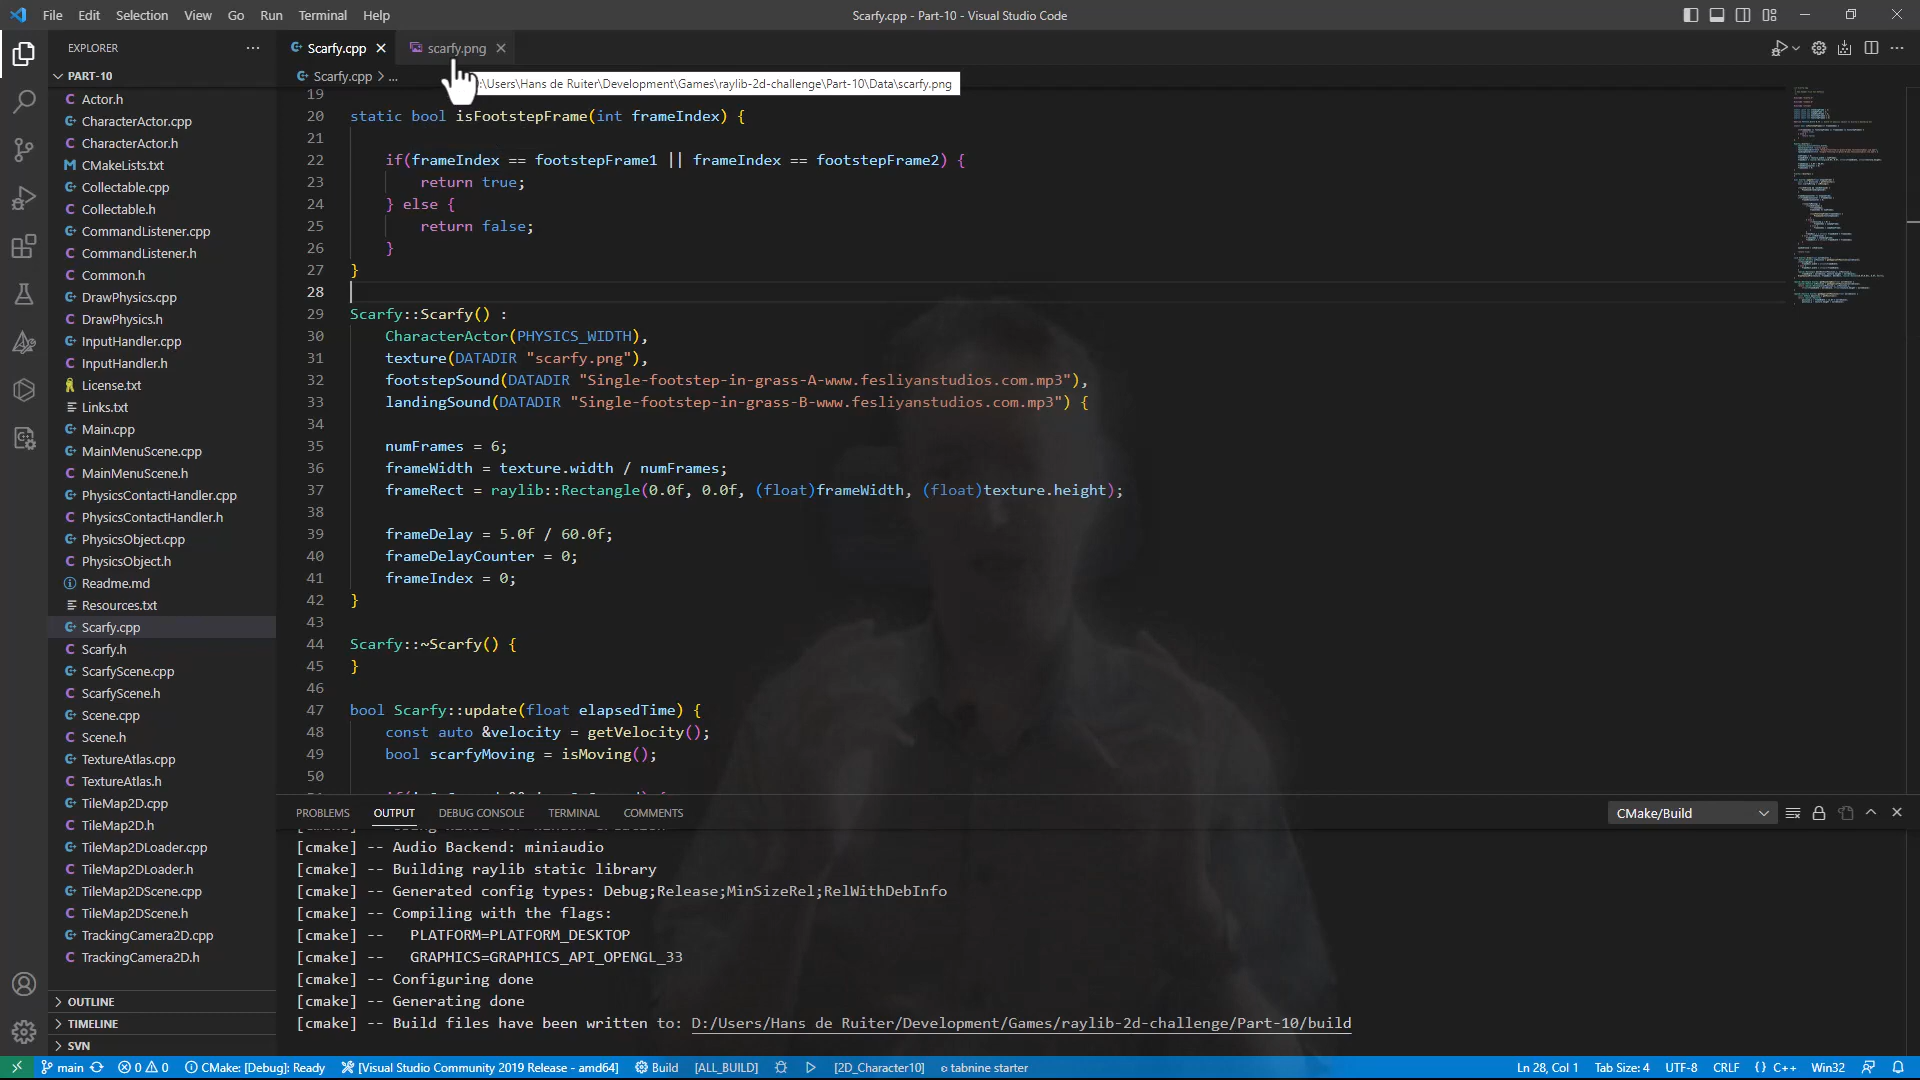 File Edit Selection View Go Run Terminal Help
Scarfy.cpp - Part-10 - Visual Studio Code
EXPLORER
PART-10
Actor.h
CharacterActor.cpp
CharacterActor.h
CMakeLists.txt
Collectable.cpp
Collectable.h
CommandListener.cpp
CommandListener.h
Common.h
DrawPhysics.cpp
DrawPhysics.h
InputHandler.cpp
InputHandler.h
License.txt
Links.txt
Main.cpp
MainMenuScene.cpp
MainMenuScene.h
PhysicsContactHandler.cpp
PhysicsContactHandler.h
PhysicsObject.cpp
PhysicsObject.h
Readme.md
Resources.txt
Scarfy.cpp
Scarfy.h
ScarfyScene.cpp
ScarfyScene.h
Scene.cpp
Scene.h
TextureAtlas.cpp
TextureAtlas.h
TileMap2D.cpp
TileMap2D.h
TileMap2DLoader.cpp
TileMap2DLoader.h
TileMap2DScene.cpp
TileMap2DScene.h
TrackingCamera2D.cpp
TrackingCamera2D.h
OUTLINE
TIMELINE
SVN
Scarfy.cpp scarfy.png
Scarfy.cpp > ...
:\Users\Hans de Ruiter\Development\Games\raylib-2d-challenge\Part-10\Data\scarfy.png
19
20 static bool isFootstepFrame(int frameIndex) {
21
22 if(frameIndex == footstepFrame1 || frameIndex == footstepFrame2) {
23 return true;
24 } else {
25 return false;
26 }
27 }
28
29 Scarfy::Scarfy() :
30 CharacterActor(PHYSICS_WIDTH),
31 texture(DATADIR "scarfy.png"),
32 footstepSound(DATADIR "Single-footstep-in-grass-A-www.fesliyanstudios.com.mp3"),
33 landingSound(DATADIR "Single-footstep-in-grass-B-www.fesliyanstudios.com.mp3") {
34
35 numFrames = 6;
36 frameWidth = texture.width / numFrames;
37 frameRect = raylib::Rectangle(0.0f, 0.0f, (float)frameWidth, (float)texture.height);
38
39 frameDelay = 5.0f / 60.0f;
40 frameDelayCounter = 0;
41 frameIndex = 0;
42 }
43
44 Scarfy::~Scarfy() {
45 }
46
47 bool Scarfy::update(float elapsedTime) {
48 const auto &velocity = getVelocity();
49 bool scarfyMoving = isMoving();
50
PROBLEMS OUTPUT DEBUG CONSOLE TERMINAL COMMENTS
CMake/Build
[cmake] -- Audio Backend: miniaudio
[cmake] -- Building raylib static library
[cmake] -- Generated config types: Debug;Release;MinSizeRel;RelWithDebInfo
[cmake] -- Compiling with the flags:
[cmake] -- PLATFORM=PLATFORM_DESKTOP
[cmake] -- GRAPHICS=GRAPHICS_API_OPENGL_33
[cmake] -- Configuring done
[cmake] -- Generating done
[cmake] -- Build files have been written to: D:/Users/Hans de Ruiter/Development/Games/raylib-2d-challenge/Part-10/build
main 0 0 CMake: [Debug]: Ready [Visual Studio Community 2019 Release - amd64] Build [ALL_BUILD] [2D_Character10] tabnine starter
Ln 28, Col 1 Tab Size: 4 UTF-8 CRLF {} C++ Win32